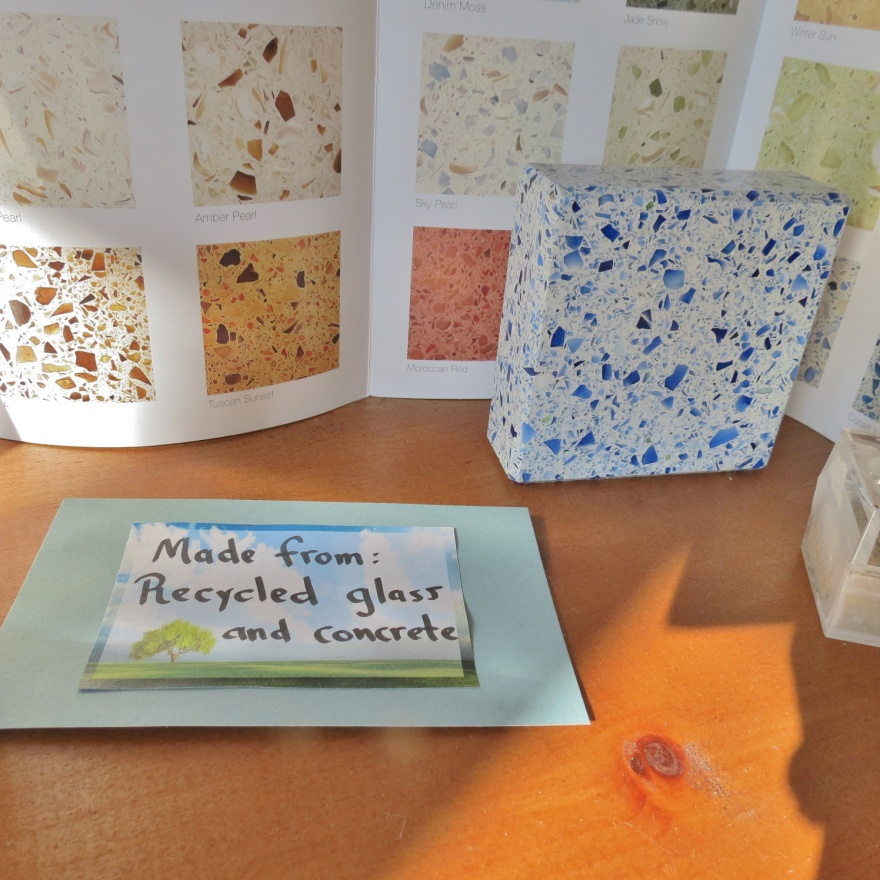 Denim Moss
Jade Snow
Winter Sun
Pearl
Amber Pearl
Sky Pearl
Tuscan Sunset
Moroccan Red
Made from:
Recycled glass
and concrete